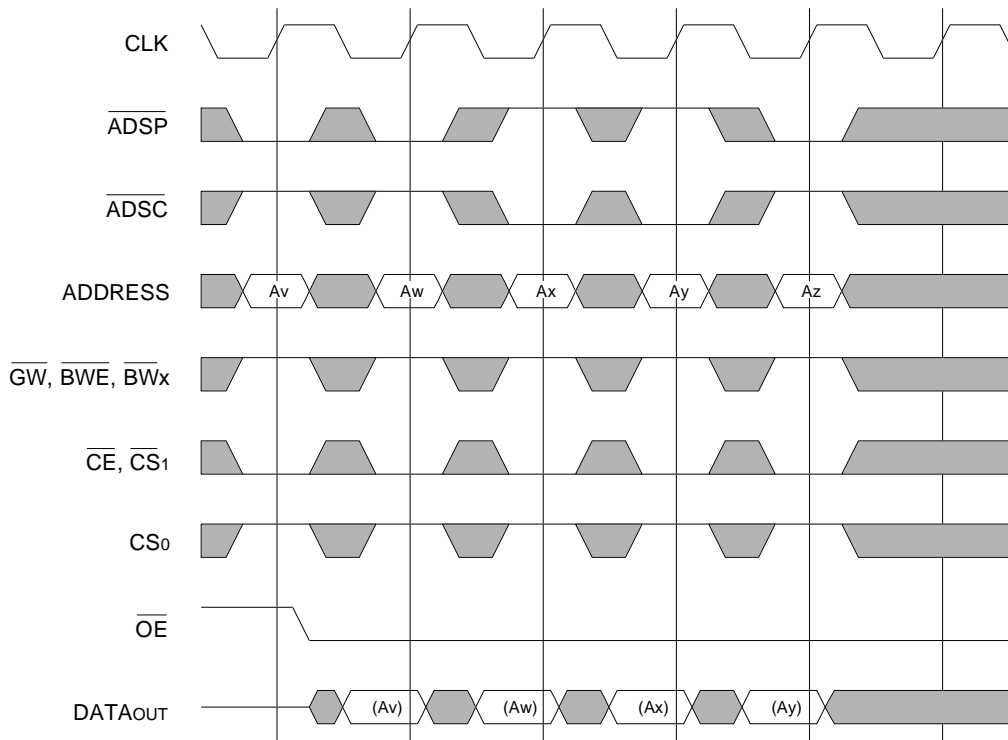 CLK
ADSP
ADSC
ADDRESS Av Aw Ax Ay Az
GW, BWE, BWx
CE, CS1
CS0
OE
DATAOUT (Av) (Aw) (Ax) (Ay)